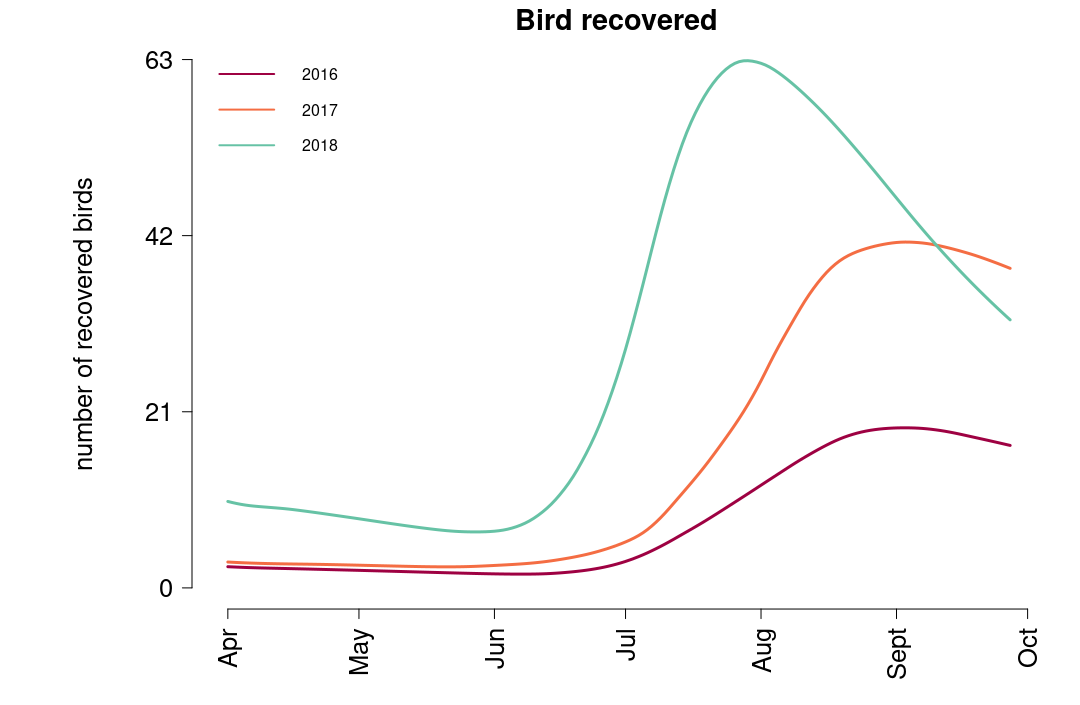 Bird recovered
63
42
21
0
number of recovered birds
2016
2017
2018
Apr
May
Jun
Jul
Aug
Sept
Oct